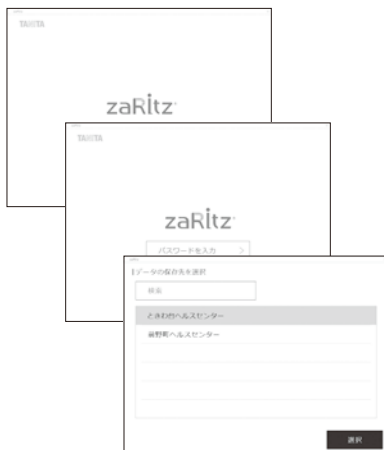 TANITA
zaRitz
TANITA
zaRitz
パスワードを入力 >
データの保存先を選択
検索
ときわ台ヘルスセンター
前野町ヘルスセンター
選択